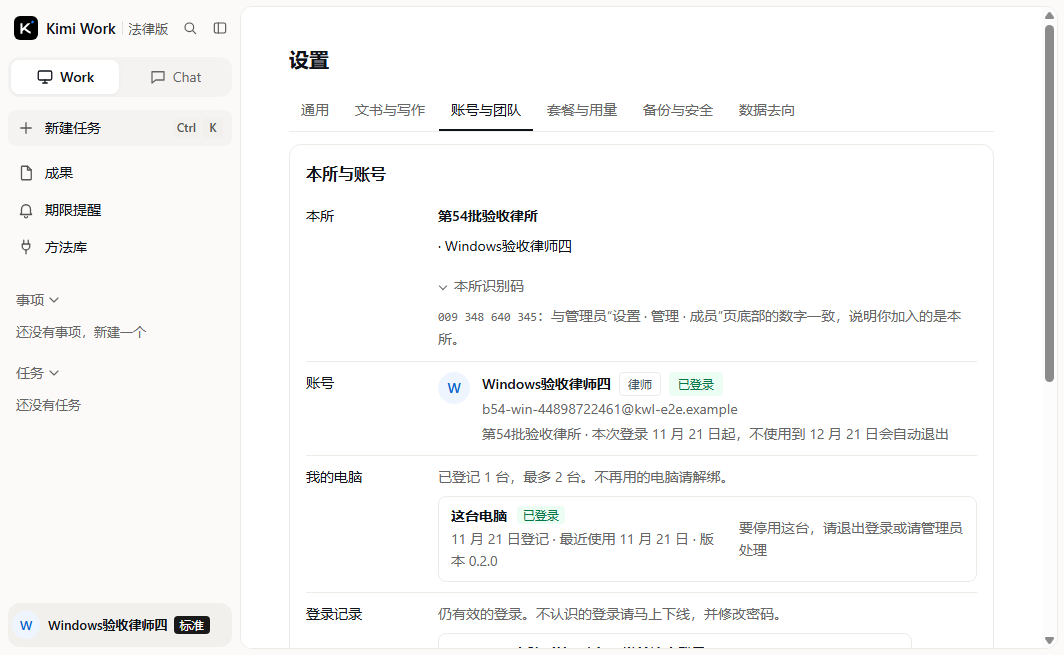 Kimi Work 法律版
Work Chat
新建任务 Ctrl K
成果
期限提醒
方法库
事项
还没有事项，新建一个
任务
还没有任务
W Windows验收律师四 标准
设置
通用 文书与写作 账号与团队 套餐与用量 备份与安全 数据去向
本所与账号
本所 第54批验收律所
· Windows验收律师四
本所识别码
009 348 640 345：与管理员“设置 · 管理 · 成员”页底部的数字一致，说明你加入的是本
所。
账号 W Windows验收律师四 律师 已登录
b54-win-44898722461@kwl-e2e.example
第54批验收律所 · 本次登录 11 月 21 日起，不使用到 12 月 21 日会自动退出
我的电脑 已登记 1 台，最多 2 台。不再用的电脑请解绑。
这台电脑 已登录
11 月 21 日登记 · 最近使用 11 月 21 日 · 版
本 0.2.0
要停用这台，请退出登录或请管理员
处理
登录记录 仍有效的登录。不认识的登录请马上下线，并修改密码。